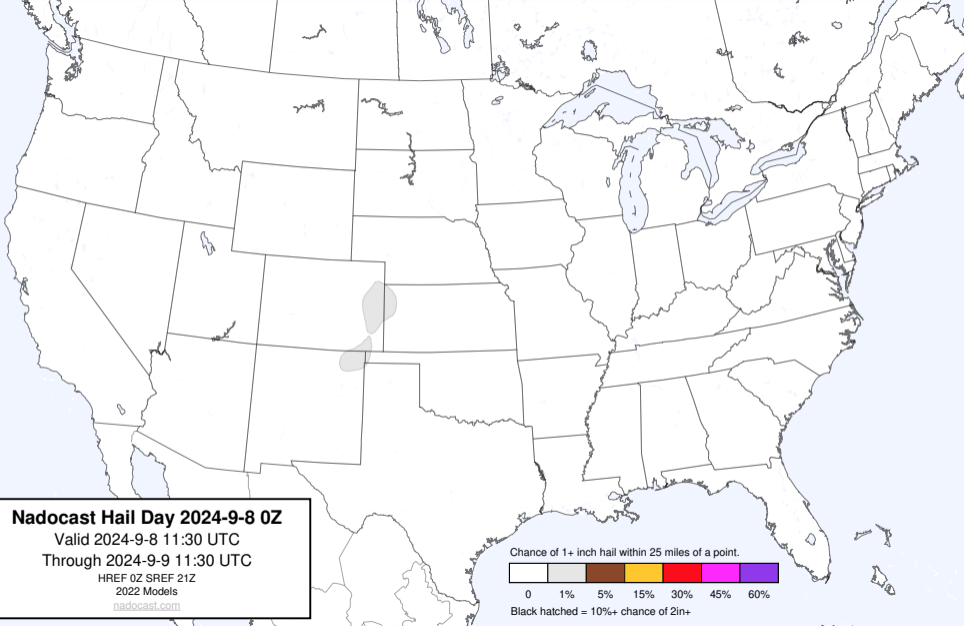 Nadocast Hail Day 2024-9-8 0Z
Valid 2024-9-8 11:30 UTC
Through 2024-9-9 11:30 UTC
HREF 0Z SREF 21Z
2022 Models
nadocast.com
Chance of 1+ inch hail within 25 miles of a point.
0 1% 5% 15% 30% 45% 60%
Black hatched = 10%+ chance of 2in+